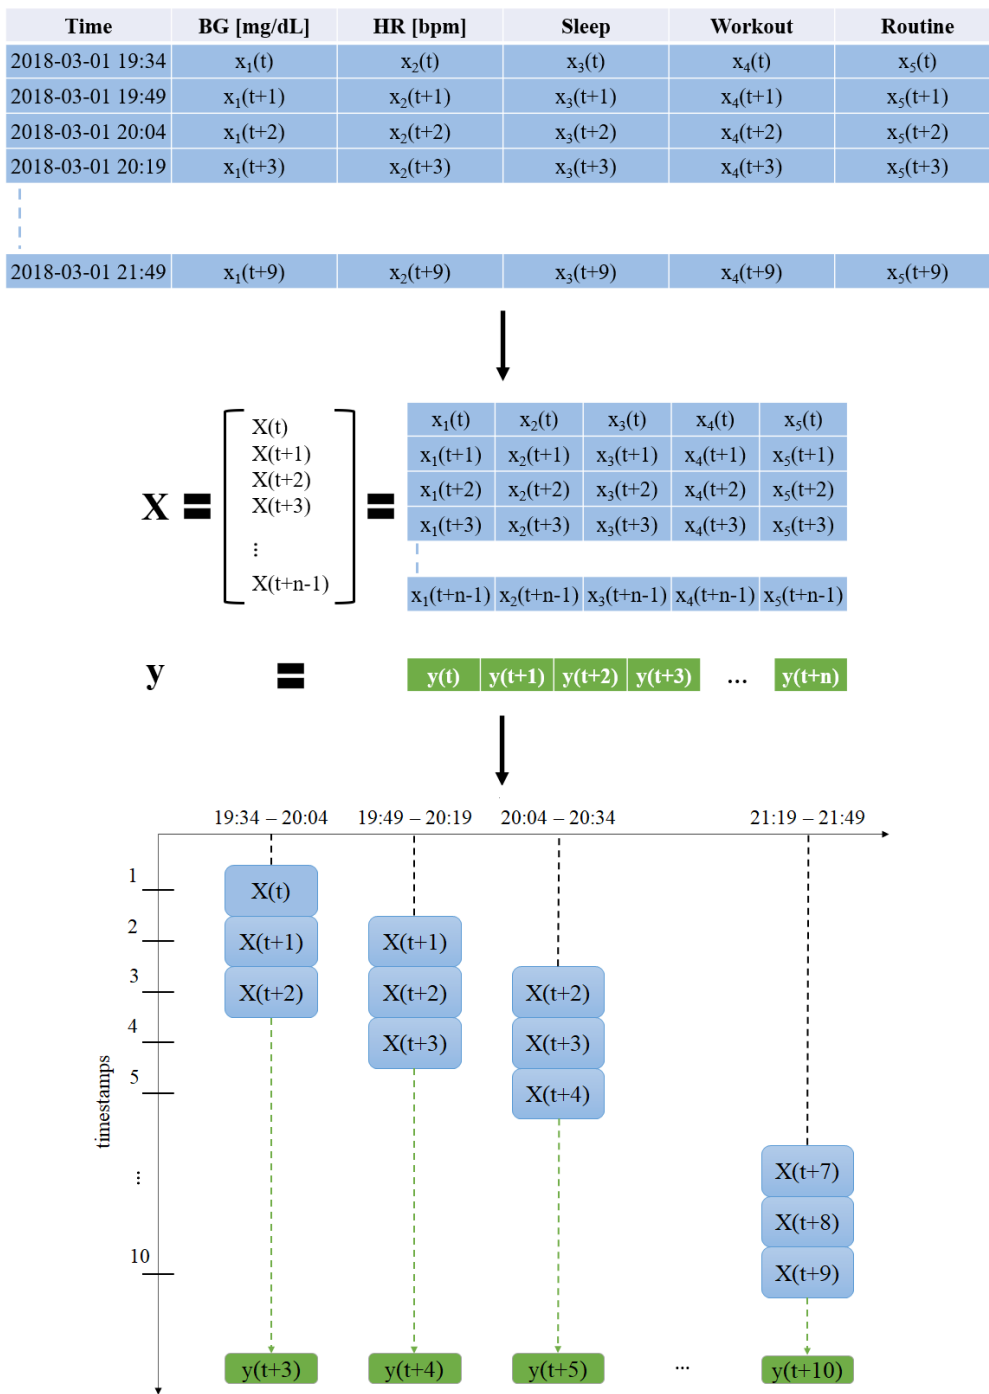 Time BG [mg/dL] HR [bpm] Sleep Workout Routine
2018-03-01 19:34 x₁(t) x₂(t) x₃(t) x₄(t) x₅(t)
2018-03-01 19:49 x₁(t+1) x₂(t+1) x₃(t+1) x₄(t+1) x₅(t+1)
2018-03-01 20:04 x₁(t+2) x₂(t+2) x₃(t+2) x₄(t+2) x₅(t+2)
2018-03-01 20:19 x₁(t+3) x₂(t+3) x₃(t+3) x₄(t+3) x₅(t+3)
2018-03-01 21:49 x₁(t+9) x₂(t+9) x₃(t+9) x₄(t+9) x₅(t+9)
X =
X(t)
X(t+1)
X(t+2)
X(t+3)
...
X(t+n-1)
=
x₁(t) x₂(t) x₃(t) x₄(t) x₅(t)
x₁(t+1) x₂(t+1) x₃(t+1) x₄(t+1) x₅(t+1)
x₁(t+2) x₂(t+2) x₃(t+2) x₄(t+2) x₅(t+2)
x₁(t+3) x₂(t+3) x₃(t+3) x₄(t+3) x₅(t+3)
x₁(t+n-1) x₂(t+n-1) x₃(t+n-1) x₄(t+n-1) x₅(t+n-1)
y = y(t) y(t+1) y(t+2) y(t+3) ... y(t+n)
19:34 – 20:04 19:49 – 20:19 20:04 – 20:34 21:19 – 21:49
timestamps
1
2
3
4
5
...
10
X(t)
X(t+1)
X(t+2)
X(t+1)
X(t+2)
X(t+3)
X(t+2)
X(t+3)
X(t+4)
X(t+7)
X(t+8)
X(t+9)
y(t+3) y(t+4) y(t+5) ... y(t+10)